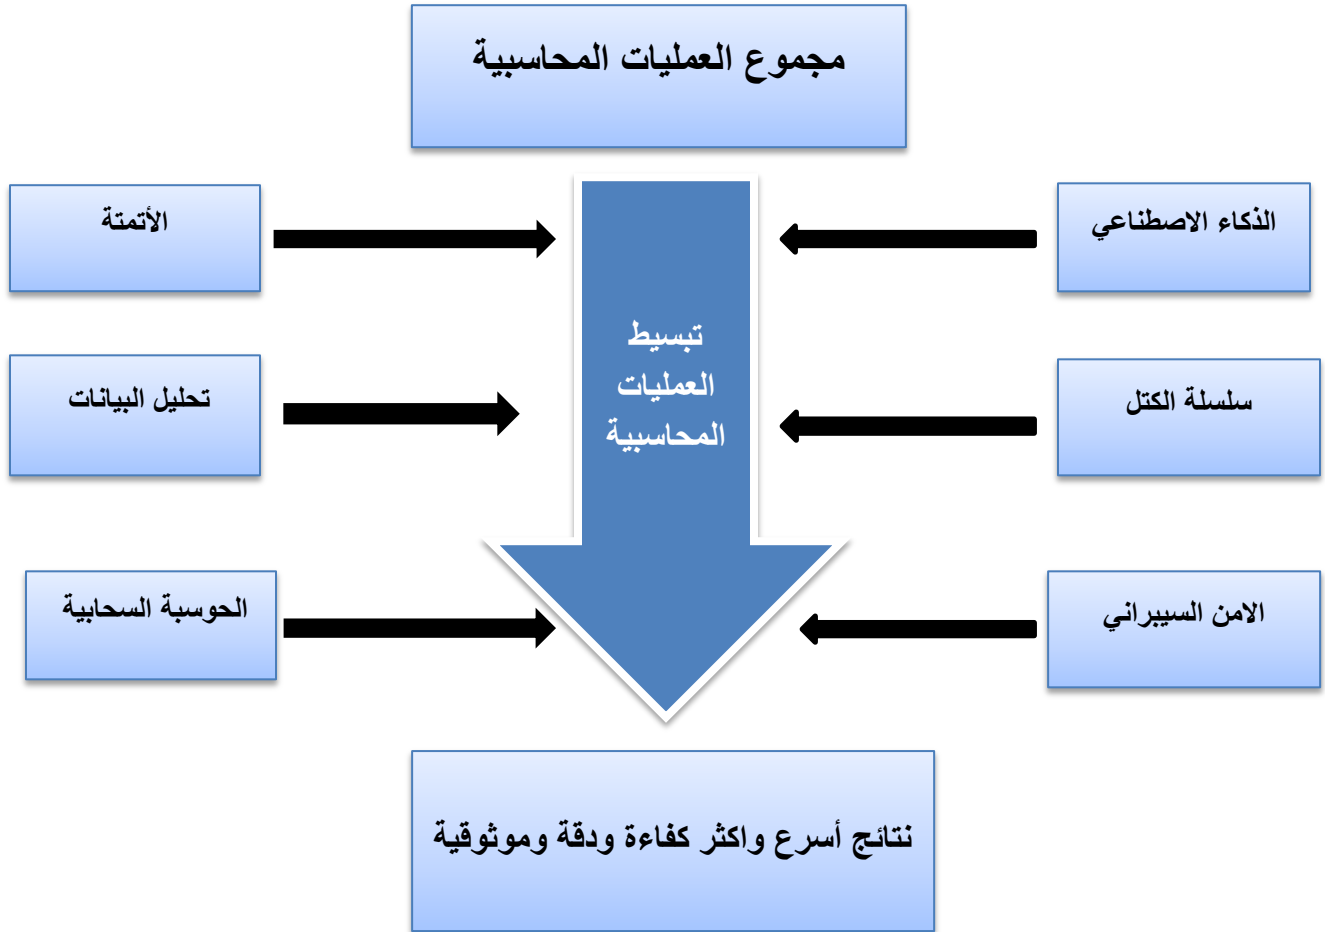 مجموع العمليات المحاسبية
الذكاء الاصطناعي
الأتمتة
تبسيط
العمليات
المحاسبية
سلسلة الكتل
تحليل البيانات
الامن السيبراني
الحوسبة السحابية
نتائج أسرع واكثر كفاءة ودقة وموثوقية